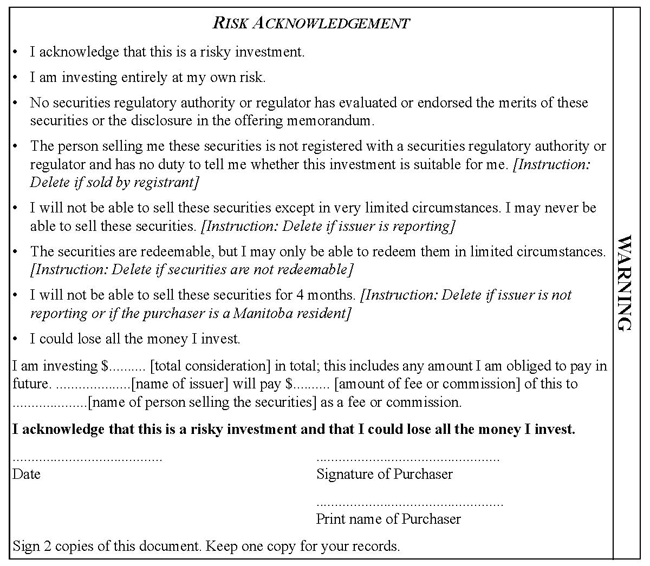 RISK ACKNOWLEDGEMENT
• I acknowledge that this is a risky investment.
• I am investing entirely at my own risk.
• No securities regulatory authority or regulator has evaluated or endorsed the merits of these
securities or the disclosure in the offering memorandum.
• The person selling me these securities is not registered with a securities regulatory authority or
regulator and has no duty to tell me whether this investment is suitable for me. [Instruction:
Delete if sold by registrant]
• I will not be able to sell these securities except in very limited circumstances. I may never be
able to sell these securities. [Instruction: Delete if issuer is reporting]
• The securities are redeemable, but I may only be able to redeem them in limited circumstances.
[Instruction: Delete if securities are not redeemable]
• I will not be able to sell these securities for 4 months. [Instruction: Delete if issuer is not
reporting or if the purchaser is a Manitoba resident]
• I could lose all the money I invest.
I am investing $.......... [total consideration] in total; this includes any amount I am obliged to pay in
future. ....................[name of issuer] will pay $.......... [amount of fee or commission] of this to
....................[name of person selling the securities] as a fee or commission.
I acknowledge that this is a risky investment and that I could lose all the money I invest.
........................................ ..................................................
Date Signature of Purchaser
..................................................
Print name of Purchaser
Sign 2 copies of this document. Keep one copy for your records.
WARNING